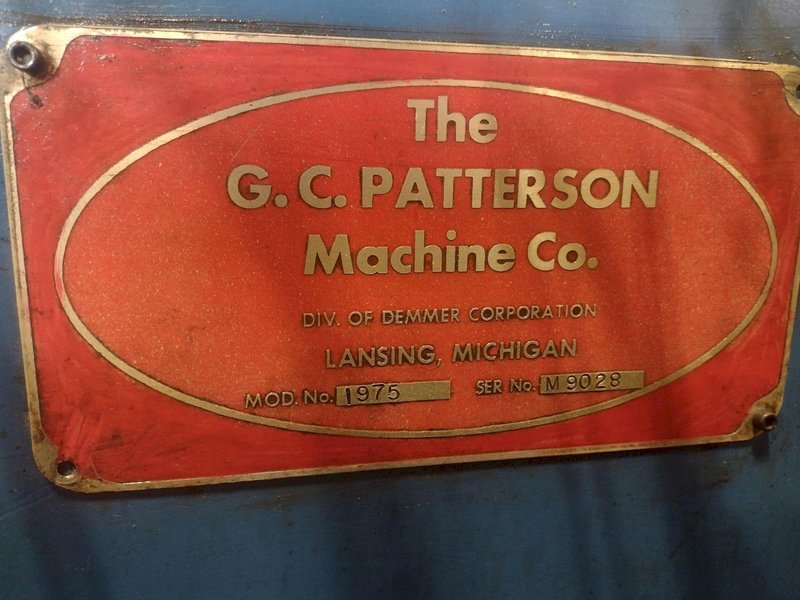 The
G. C. PATTERSON
Machine Co.
DIV. OF DEMMER CORPORATION
LANSING, MICHIGAN
MOD. No. 1975 SER No. M 9028